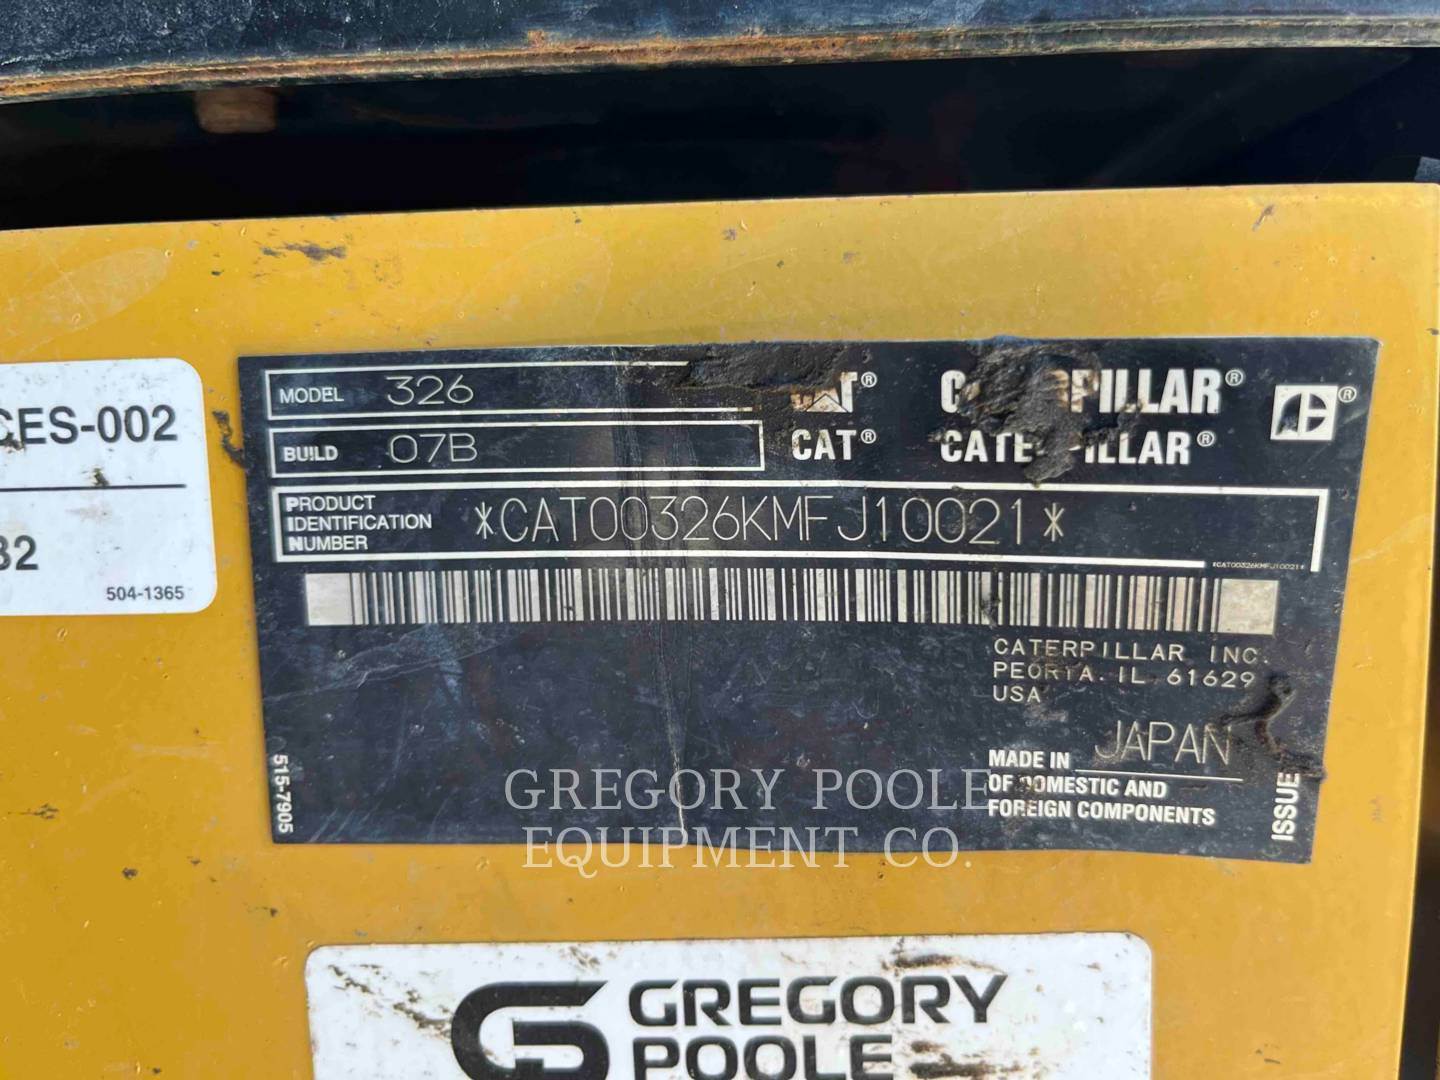 CES-002
32
504-1365
MODEL 326
BUILD 07B
CAT® CATERPILLAR®
CAT® CATERPILLAR®
PRODUCT
IDENTIFICATION
NUMBER
*CAT00326KMFJ10021*
*CAT00326KMFJ10021*
CATERPILLAR INC.
PEORIA. IL 61629
USA
MADE IN JAPAN
OF DOMESTIC AND
FOREIGN COMPONENTS
515-7905
ISSUE
GREGORY POOLE
EQUIPMENT CO.
GREGORY
POOLE